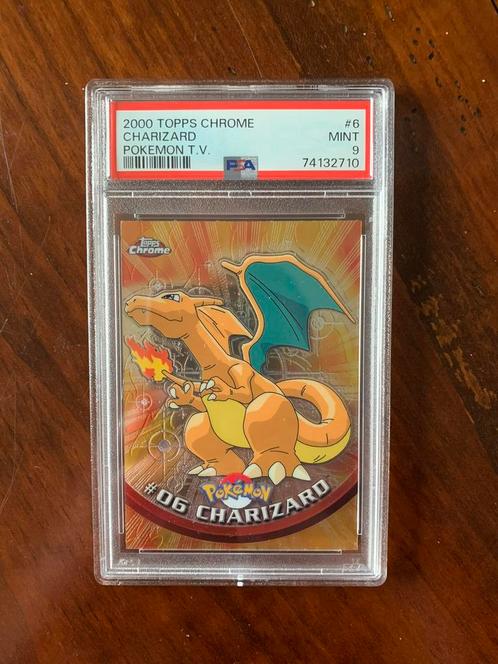 2000 TOPPS CHROME #6
CHARIZARD MINT
POKEMON T.V. 9
PSA 74132710
Topps
Chrome
Pokémon
#06 CHARIZARD